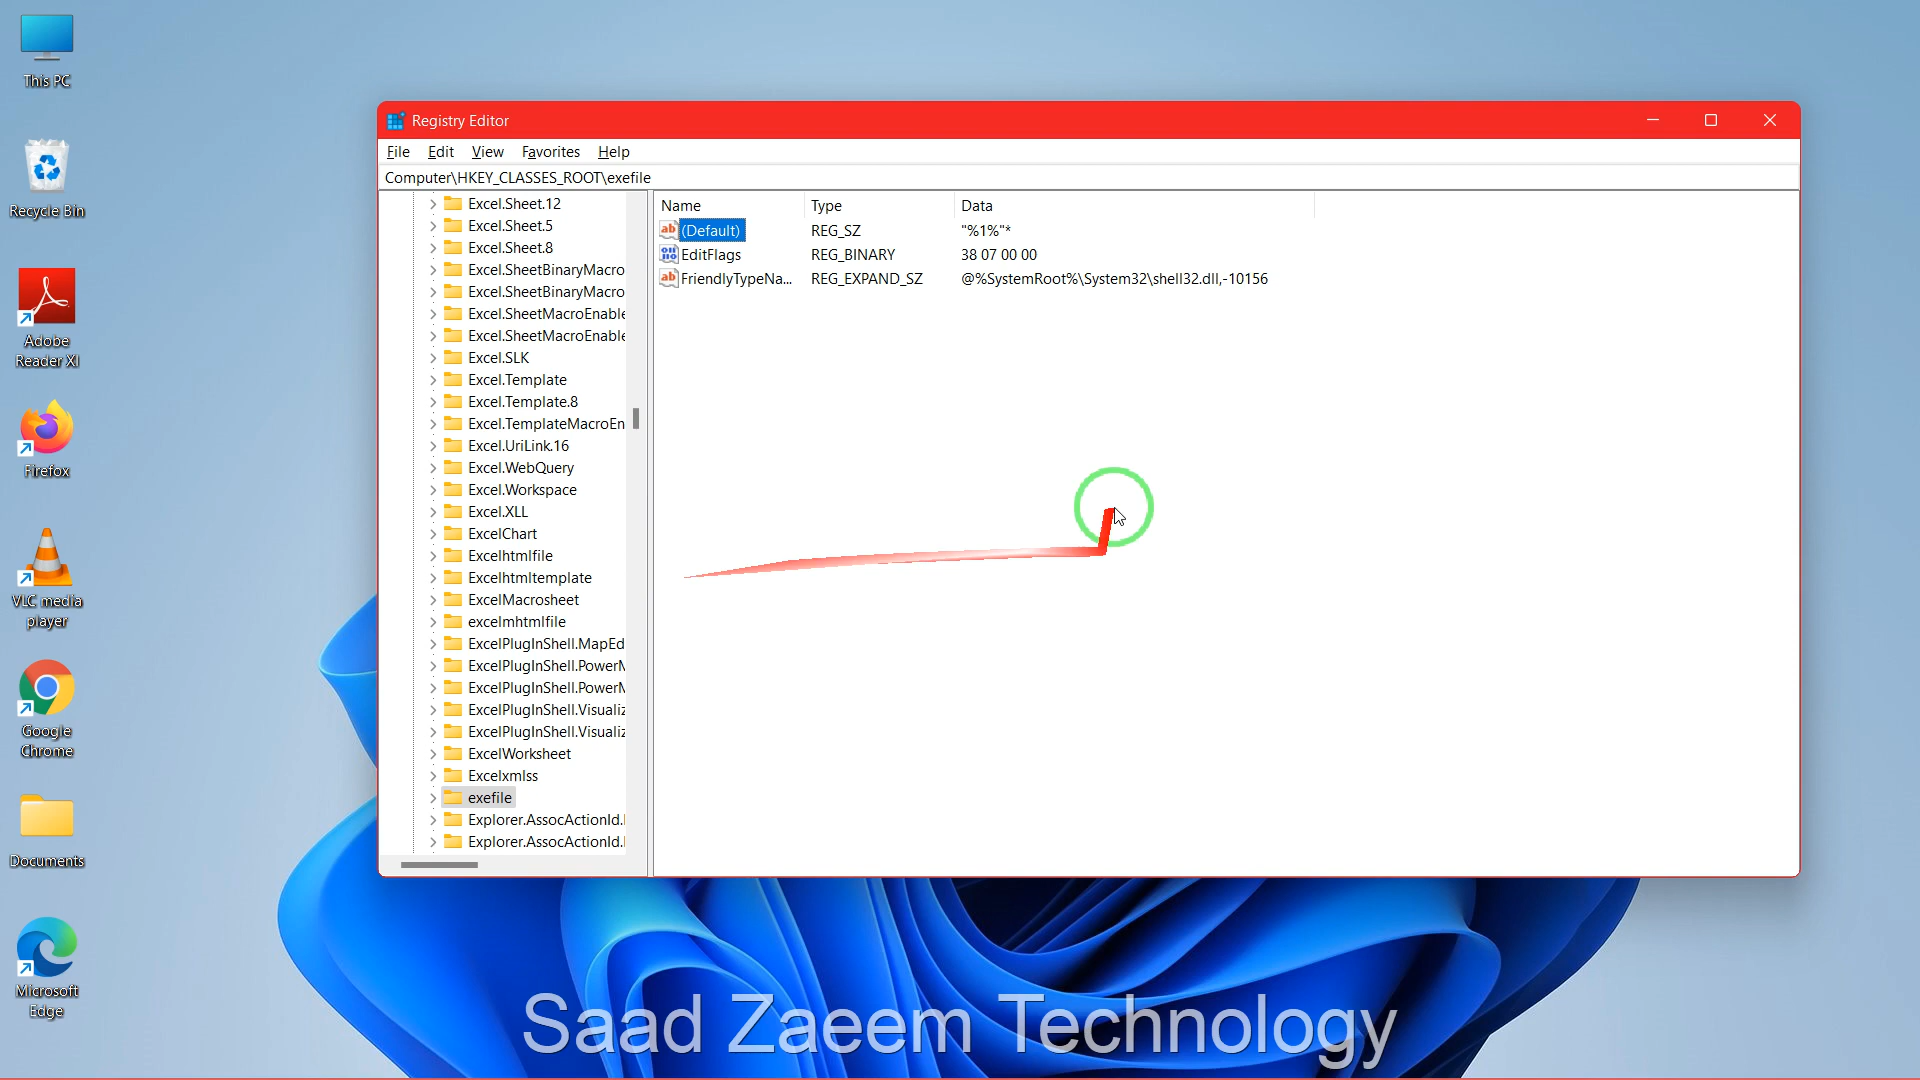 This PC
Recycle Bin
Adobe
Reader XI
Firefox
VLC media
player
Google
Chrome
Documents
Microsoft
Edge
Registry Editor
File Edit View Favorites Help
Computer\HKEY_CLASSES_ROOT\exefile
Excel.Sheet.12
Excel.Sheet.5
Excel.Sheet.8
Excel.SheetBinaryMacro
Excel.SheetBinaryMacro
Excel.SheetMacroEnable
Excel.SheetMacroEnable
Excel.SLK
Excel.Template
Excel.Template.8
Excel.TemplateMacroEn
Excel.UriLink.16
Excel.WebQuery
Excel.Workspace
Excel.XLL
ExcelChart
Excelhtmlfile
Excelhtmltemplate
ExcelMacrosheet
excelmhtmlfile
ExcelPlugInShell.MapEd
ExcelPlugInShell.PowerM
ExcelPlugInShell.PowerM
ExcelPlugInShell.Visualiz
ExcelPlugInShell.Visualiz
ExcelWorksheet
Excelxmlss
exefile
Explorer.AssocActionId.
Explorer.AssocActionId.
Name Type Data
(Default) REG_SZ "%1%"*
EditFlags REG_BINARY 38 07 00 00
FriendlyTypeNa... REG_EXPAND_SZ @%SystemRoot%\System32\shell32.dll,-10156
Saad Zaeem Technology